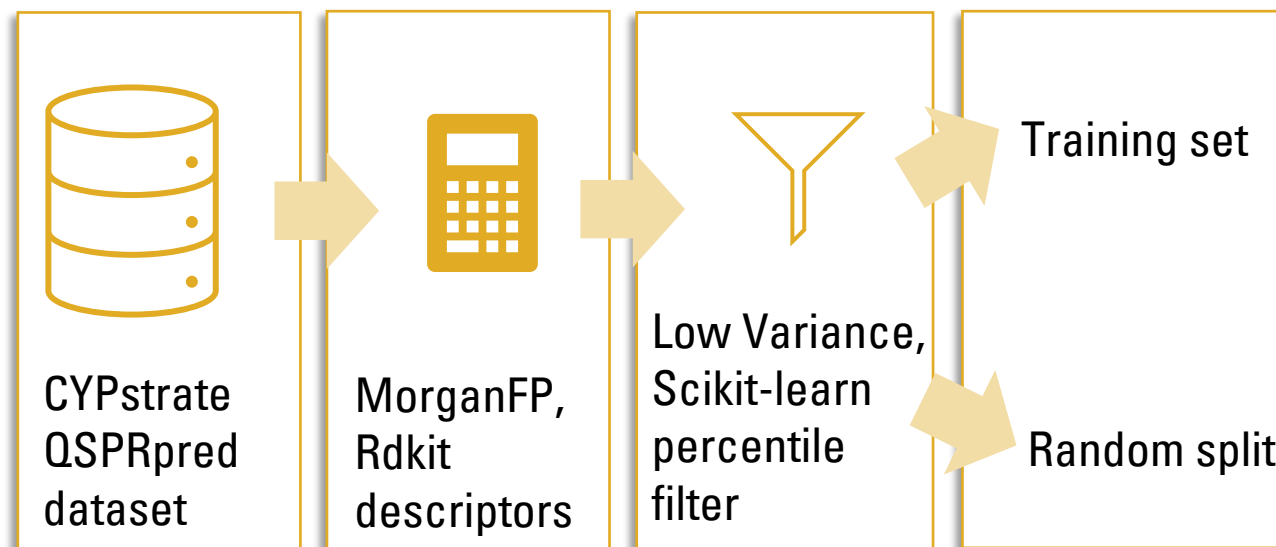 CYPstrate
QSPRpred
dataset
MorganFP,
Rdkit
descriptors
Low Variance,
Scikit-learn
percentile
filter
Training set
Random split